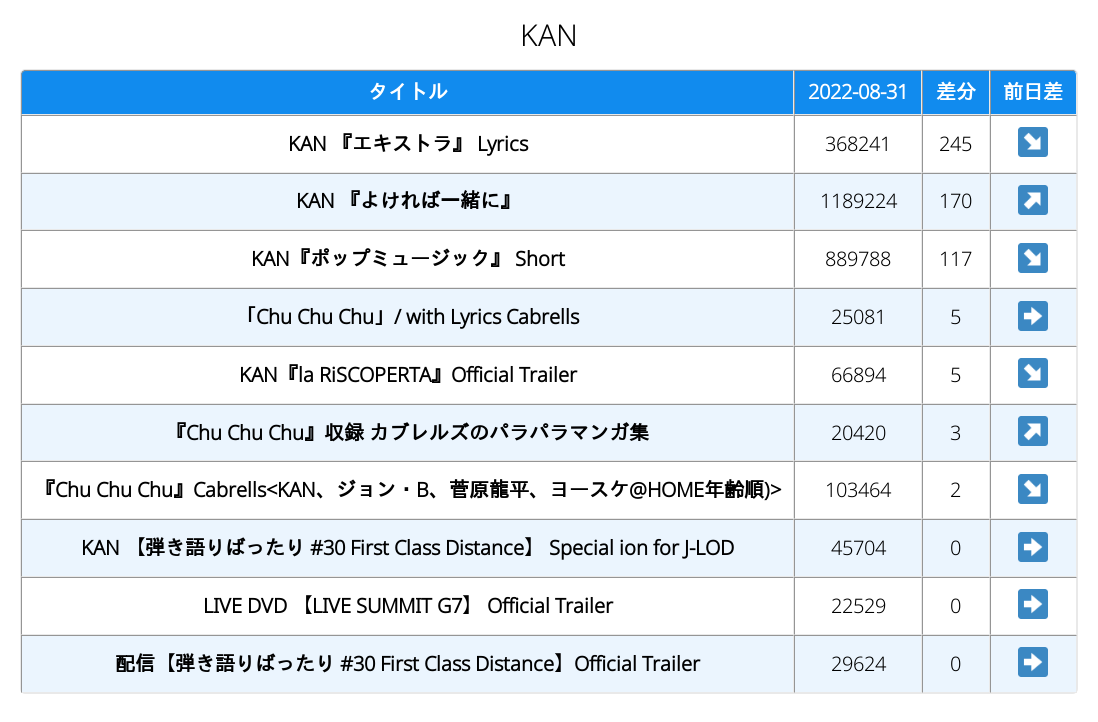 KAN
タイトル 2022-08-31 差分 前日差
KAN 『エキストラ』 Lyrics 368241 245 ↘
KAN 『よければ一緒に』 1189224 170 ↗
KAN『ポップミュージック』 Short 889788 117 ↘
「Chu Chu Chu」/ with Lyrics Cabrells 25081 5 ➡
KAN『la RiSCOPERTA』Official Trailer 66894 5 ↘
『Chu Chu Chu』収録 カブレルズのパラパラマンガ集 20420 3 ↗
『Chu Chu Chu』Cabrells<KAN、ジョン・B、菅原龍平、ヨースケ@HOME年齢順)> 103464 2 ↘
KAN 【弾き語りばったり #30 First Class Distance】 Special ion for J-LOD 45704 0 ➡
LIVE DVD 【LIVE SUMMIT G7】 Official Trailer 22529 0 ➡
配信【弾き語りばったり #30 First Class Distance】Official Trailer 29624 0 ➡